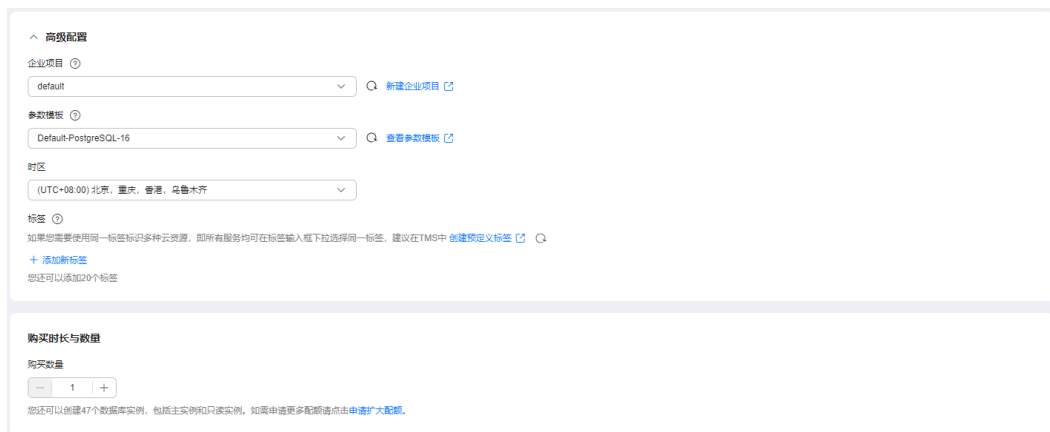 高级配置
企业项目
default 新建企业项目
参数模板
Default-PostgreSQL-16 查看参数模板
时区
(UTC+08:00) 北京，重庆，香港，乌鲁木齐
标签
如果您需要使用同一标签标识多种云资源，即所有服务均可在标签输入框下拉选择同一标签，建议在TMS中 创建预定义标签
+ 添加新标签
您还可以添加20个标签
购买时长与数量
购买数量
— 1 +
您还可以创建47个数据库实例，包括主实例和只读实例。如需申请更多配额请点击申请扩大配额。